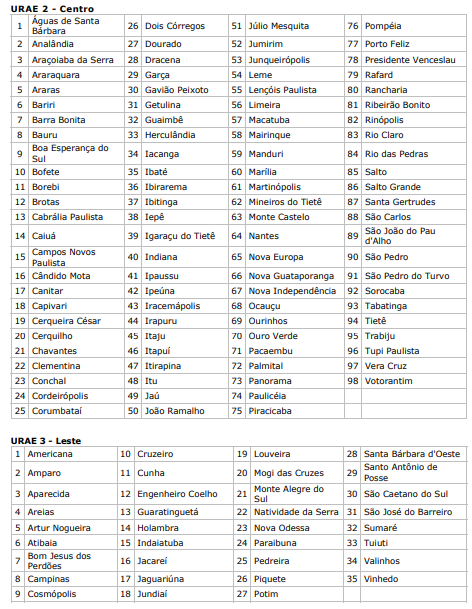 URAE 2 – Centro
1 Águas de Santa Bárbara 26 Dois Córregos 51 Júlio Mesquita 76 Pompéia
2 Analândia 27 Dourado 52 Jumirim 77 Porto Feliz
3 Araçoiaba da Serra 28 Dracena 53 Junqueirópolis 78 Presidente Venceslau
4 Araraquara 29 Garça 54 Leme 79 Rafard
5 Araras 30 Gavião Peixoto 55 Lençóis Paulista 80 Rancharia
6 Bariri 31 Getulina 56 Limeira 81 Ribeirão Bonito
7 Barra Bonita 32 Guaimbê 57 Macatuba 82 Rinópolis
8 Bauru 33 Herculândia 58 Mairinque 83 Rio Claro
9 Boa Esperança do Sul 34 Iacanga 59 Manduri 84 Rio das Pedras
10 Bofete 35 Ibaté 60 Marília 85 Salto
11 Borebi 36 Ibirarema 61 Martinópolis 86 Salto Grande
12 Brotas 37 Ibitinga 62 Mineiros do Tietê 87 Santa Gertrudes
13 Cabrália Paulista 38 Iepê 63 Monte Castelo 88 São Carlos
14 Caiuá 39 Igaraçu do Tietê 64 Nantes 89 São João do Pau d'Alho
15 Campos Novos Paulista 40 Indiana 65 Nova Europa 90 São Pedro
16 Cândido Mota 41 Ipaussu 66 Nova Guataporanga 91 São Pedro do Turvo
17 Canitar 42 Ipeúna 67 Nova Independência 92 Sorocaba
18 Capivari 43 Iracemápolis 68 Ocauçu 93 Tabatinga
19 Cerqueira César 44 Irapuru 69 Ourinhos 94 Tietê
20 Cerquilho 45 Itaju 70 Ouro Verde 95 Trabiju
21 Chavantes 46 Itapuí 71 Pacaembu 96 Tupi Paulista
22 Clementina 47 Itirapina 72 Palmital 97 Vera Cruz
23 Conchal 48 Itu 73 Panorama 98 Votorantim
24 Cordeirópolis 49 Jaú 74 Paulicéia
25 Corumbataí 50 João Ramalho 75 Piracicaba
URAE 3 - Leste
1 Americana 10 Cruzeiro 19 Louveira 28 Santa Bárbara d'Oeste
2 Amparo 11 Cunha 20 Mogi das Cruzes 29 Santo Antônio de Posse
3 Aparecida 12 Engenheiro Coelho 21 Monte Alegre do Sul 30 São Caetano do Sul
4 Areias 13 Guaratinguetá 22 Natividade da Serra 31 São José do Barreiro
5 Artur Nogueira 14 Holambra 23 Nova Odessa 32 Sumaré
6 Atibaia 15 Indaiatuba 24 Paraibuna 33 Tuiuti
7 Bom Jesus dos Perdões 16 Jacareí 25 Pedreira 34 Valinhos
8 Campinas 17 Jaguariúna 26 Piquete 35 Vinhedo
9 Cosmópolis 18 Jundiaí 27 Potim